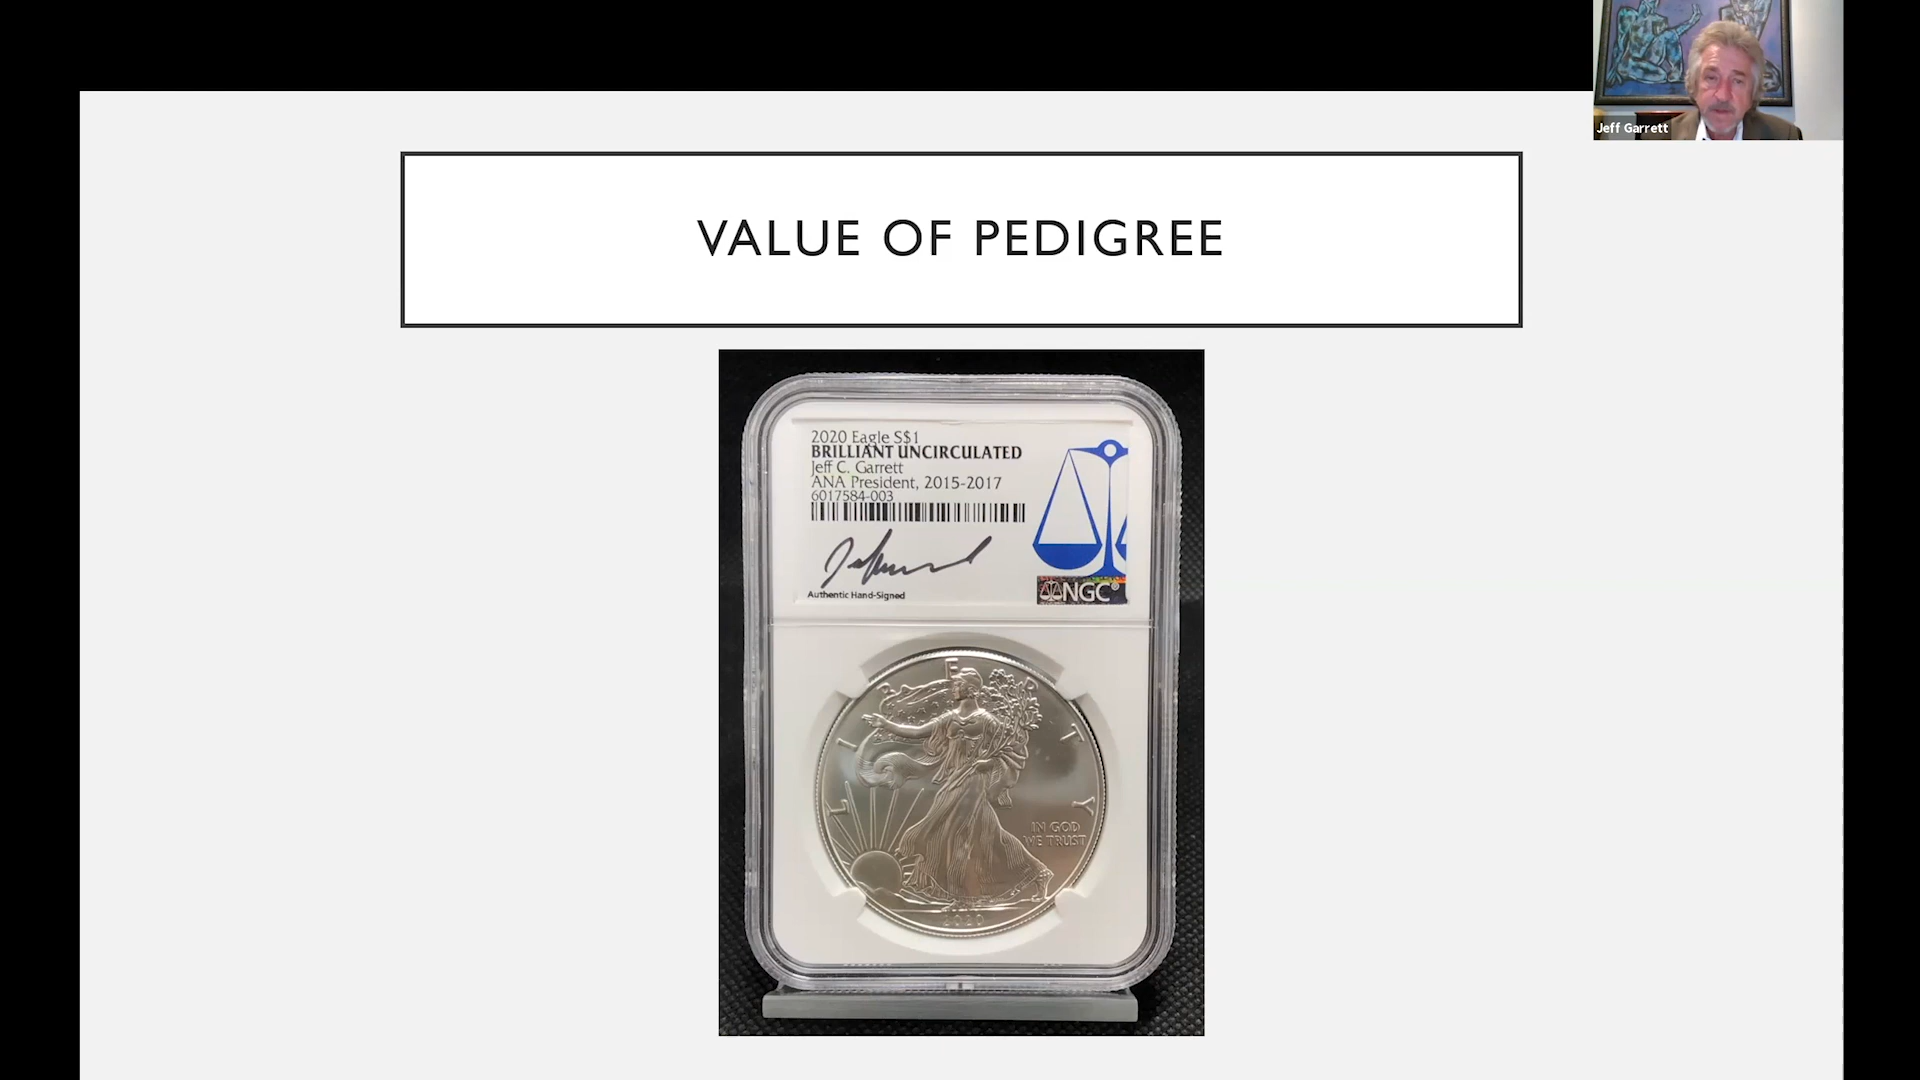 Jeff Garrett
VALUE OF PEDIGREE
2020 Eagle S$1
BRILLIANT UNCIRCULATED
Jeff C. Garrett
ANA President, 2015-2017
6017584-003
Authentic Hand-Signed
NGC®
LIBERTY
IN GOD
WE TRUST
2020